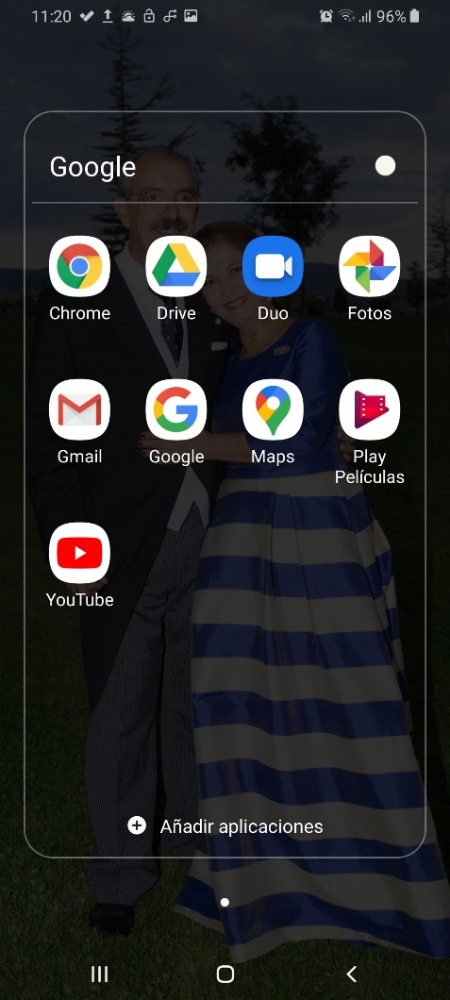 11:20 96%
Google
Chrome Drive Duo Fotos
Gmail Google Maps Play
Películas
YouTube
Añadir aplicaciones